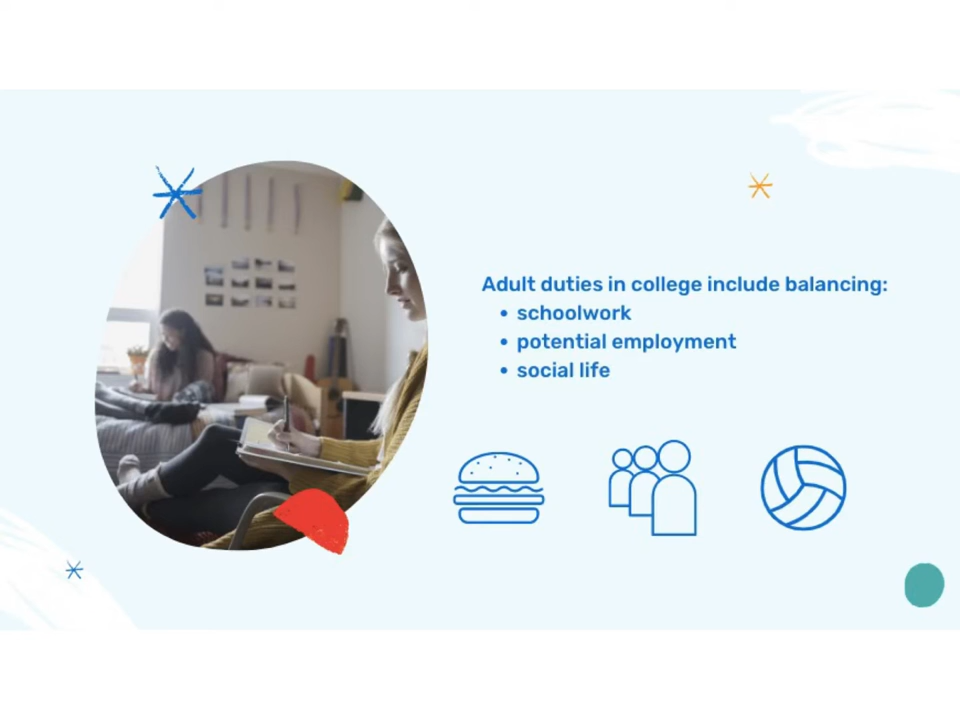 Adult duties in college include balancing:
• schoolwork
• potential employment
• social life